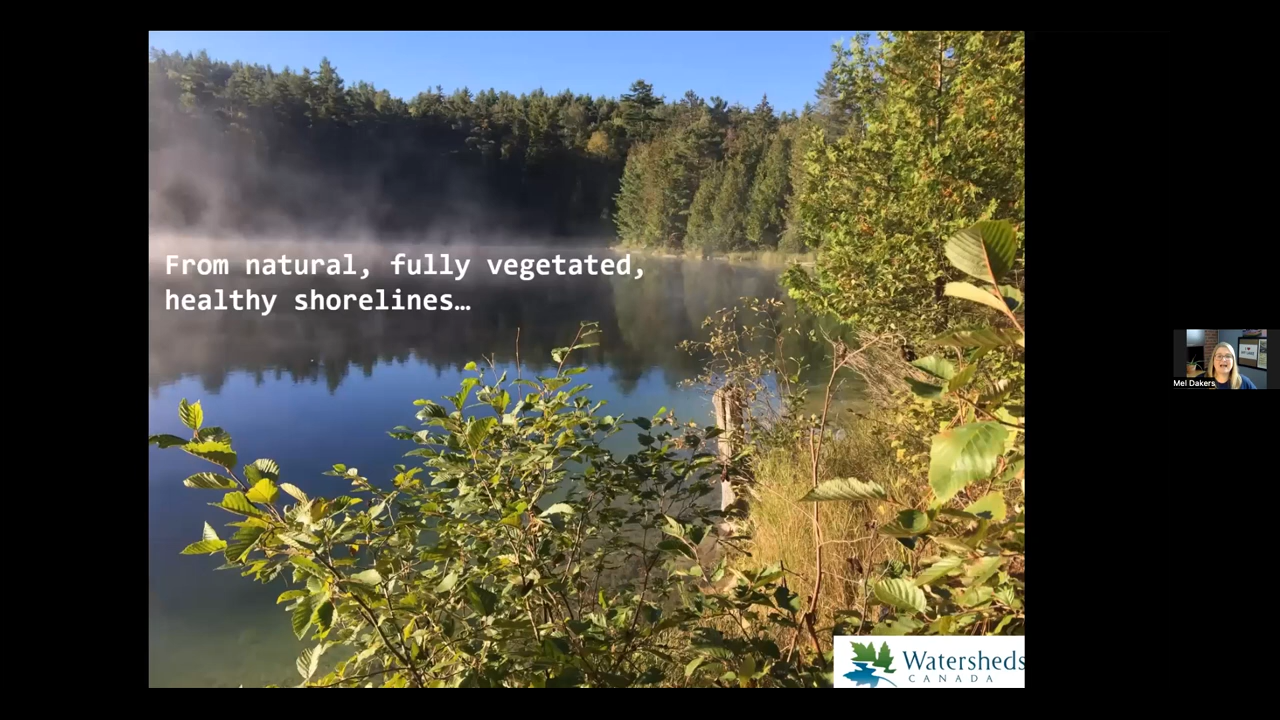 From natural, fully vegetated,
healthy shorelines…
Mel Dakers
Watersheds
CANADA